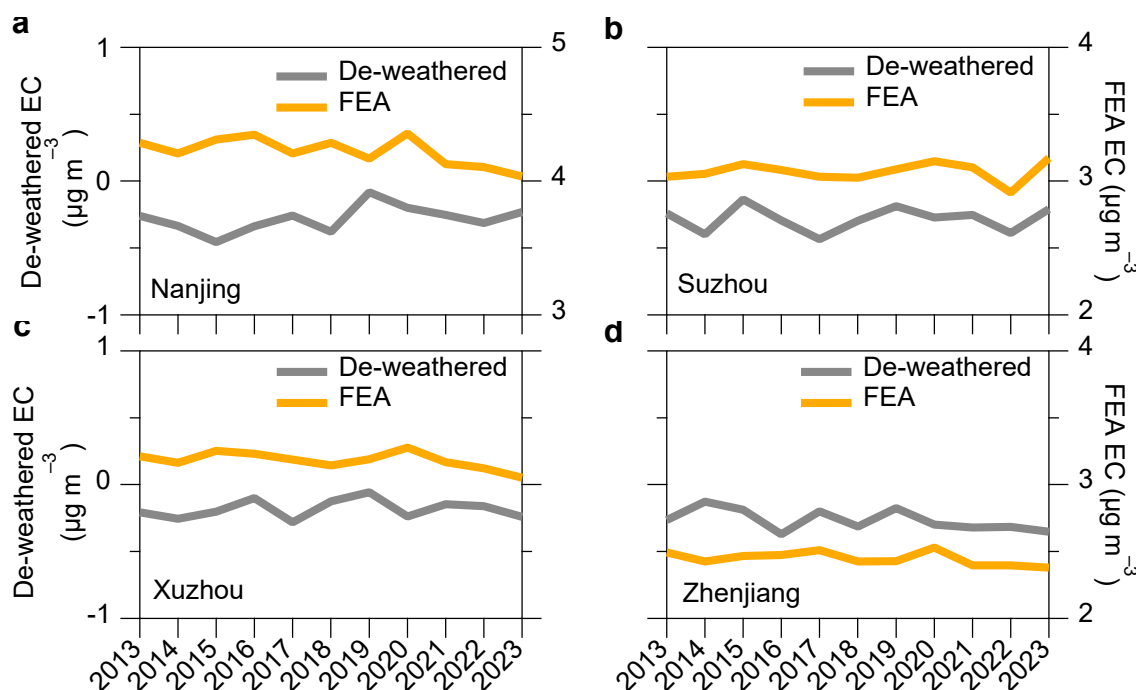 a
b
De-weathered EC
(µg m⁻³)
1
0
-1
De-weathered
FEA
Nanjing
5
4
3
De-weathered
FEA
Suzhou
4
3
2
FEA EC (µg m⁻³)
c
d
De-weathered EC
(µg m⁻³)
1
0
-1
De-weathered
FEA
Xuzhou
De-weathered
FEA
Zhenjiang
4
3
2
FEA EC (µg m⁻³)
2013 2014 2015 2016 2017 2018 2019 2020 2021 2022 2023
2013 2014 2015 2016 2017 2018 2019 2020 2021 2022 2023